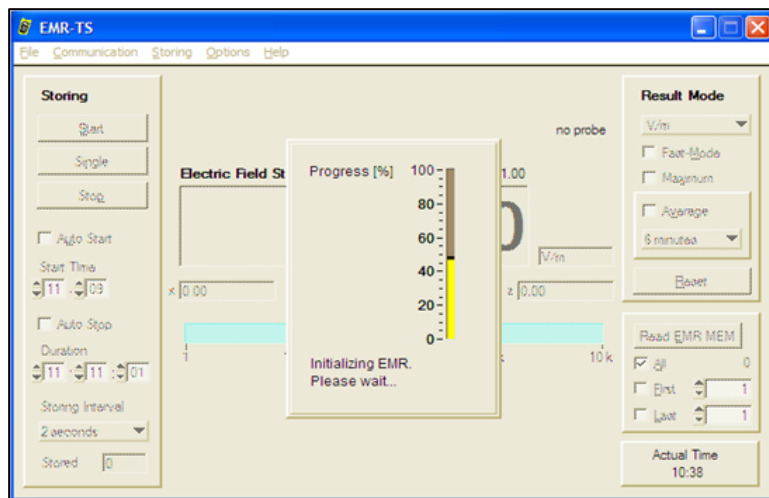 EMR-TS
File Communication Storing Options Help
Storing
Start
Single
Stop
Auto Start
Start Time
11 : 09
Auto Stop
Duration
11 : 11 : 01
Storing Interval
2 seconds
Stored 0
no probe
Electric Field St
1.00
0
V/m
x 0.00
z 0.00
1
10 k
Progress [%]
100
80
60
40
20
0
Initializing EMR.
Please wait...
Result Mode
V/m
Fast-Mode
Maximum
Average
6 minutes
Reset
Read EMR MEM
All 0
First 1
Last 1
Actual Time
10:38